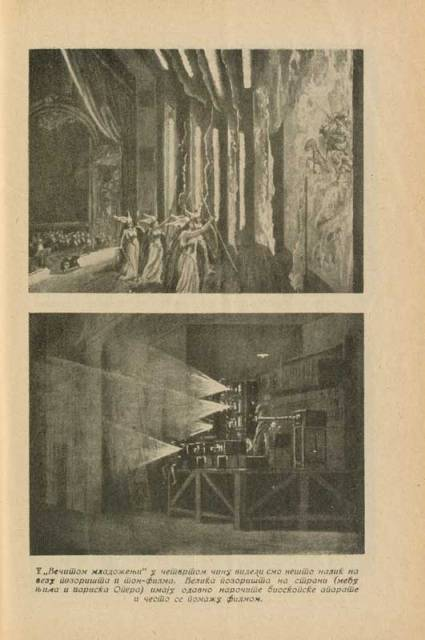 У „Вечитом младожењи“ у четвртом чину видели смо нешто налик на
везу позоришта и тон-филма. Велика позоришта на страни (међу
њима и париска Опера) имају одавно нарочите биоскопске апарате
и често се помажу филмом.